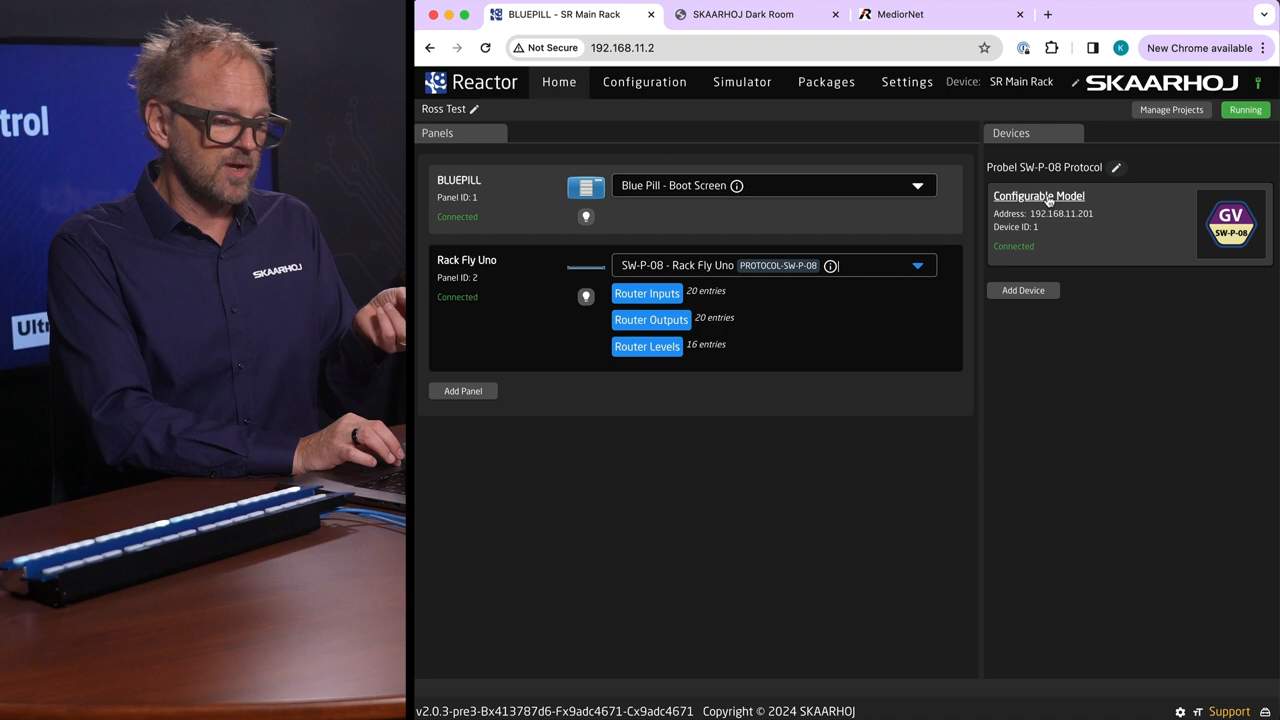 trol
Ult
SKAARHOJ
BLUEPILL - SR Main Rack
SKAARHOJ Dark Room
MediorNet
Not Secure
192.168.11.2
K
New Chrome available
Reactor
Home
Configuration
Simulator
Packages
Settings
Device: SR Main Rack
SKAARHOJ
Ross Test
Manage Projects
Running
Panels
BLUEPILL
Panel ID: 1
Connected
Blue Pill - Boot Screen
Rack Fly Uno
Panel ID: 2
Connected
SW-P-08 - Rack Fly Uno PROTOCOL-SW-P-08
Router Inputs 20 entries
Router Outputs 20 entries
Router Levels 16 entries
Add Panel
Devices
Probel SW-P-08 Protocol
Configurable Model
Address: 192.168.11.201
Device ID: 1
Connected
GV
SW-P-08
Add Device
v2.0.3-pre3-Bx413787d6-Fx9adc4671-Cx9adc4671 Copyright © 2024 SKAARHOJ
Support